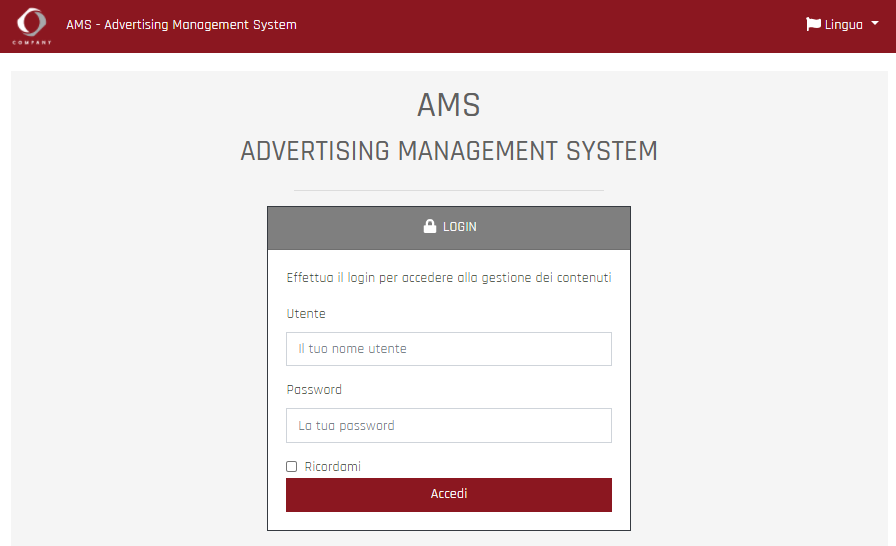 COMPANY
AMS - Advertising Management System
Lingua
AMS
ADVERTISING MANAGEMENT SYSTEM
LOGIN
Effettua il login per accedere alla gestione dei contenuti
Utente
Il tuo nome utente
Password
La tua password
Ricordami
Accedi